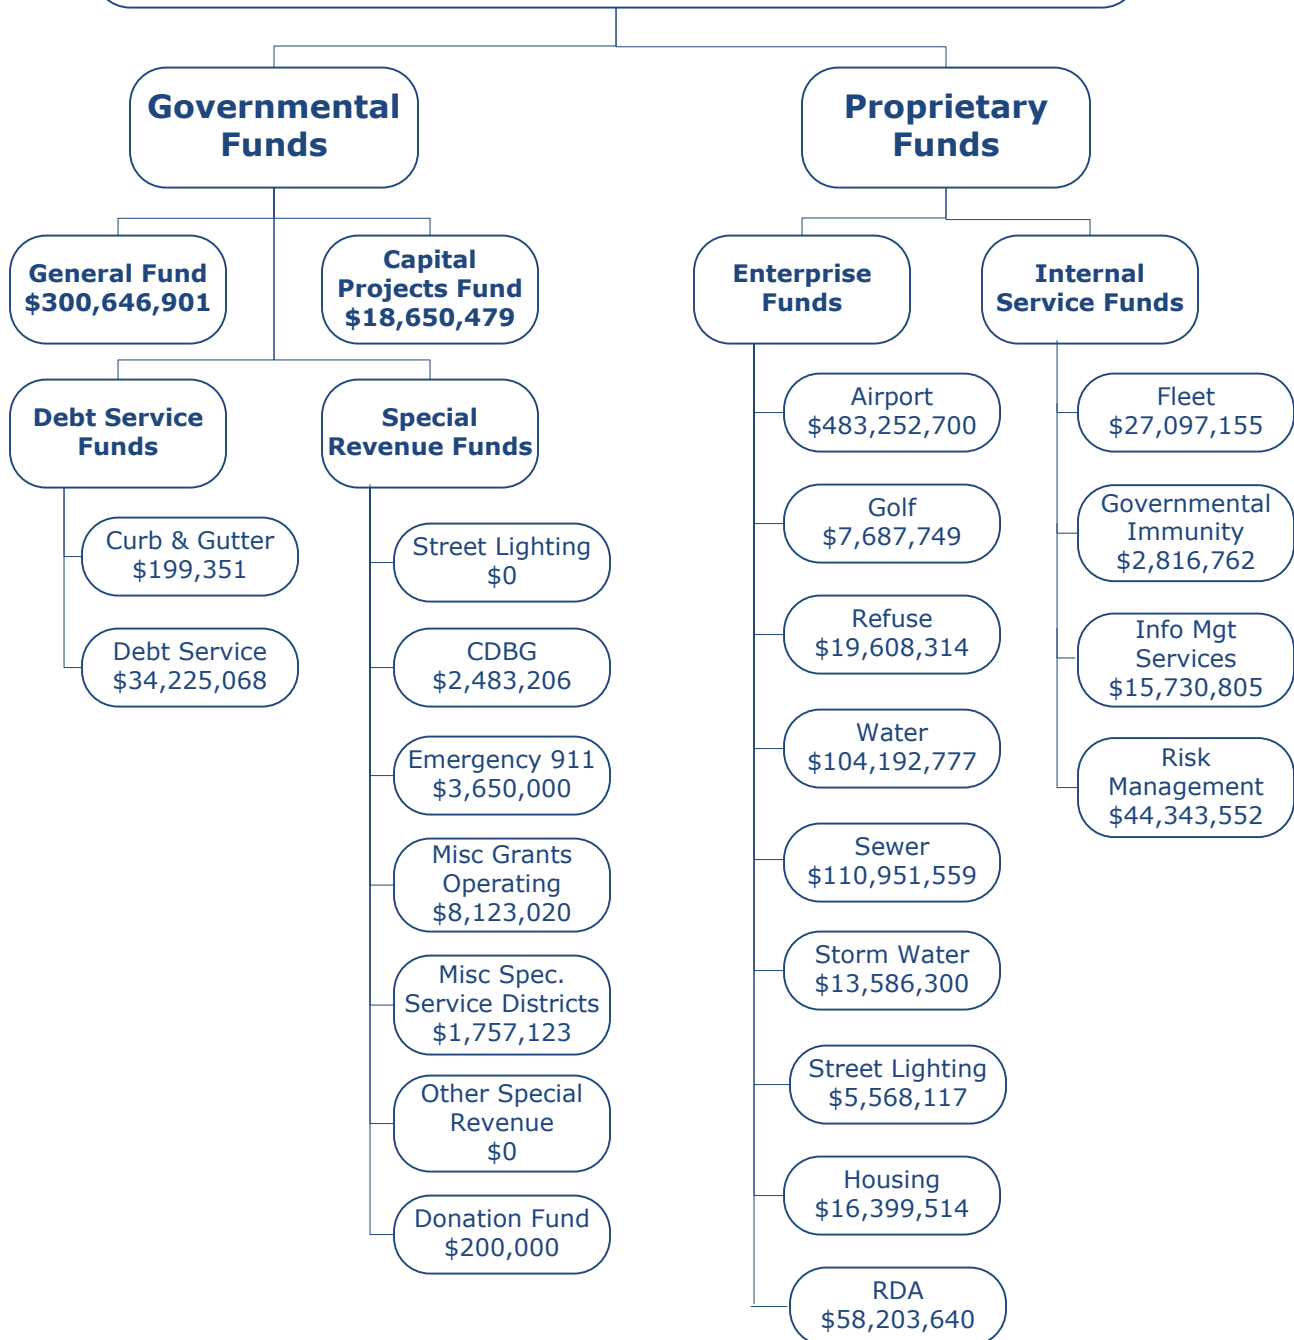 Governmental
Funds
Proprietary
Funds
General Fund
$300,646,901
Capital
Projects Fund
$18,650,479
Enterprise
Funds
Internal
Service Funds
Debt Service
Funds
Special
Revenue Funds
Curb & Gutter
$199,351
Debt Service
$34,225,068
Street Lighting
$0
CDBG
$2,483,206
Emergency 911
$3,650,000
Misc Grants
Operating
$8,123,020
Misc Spec.
Service Districts
$1,757,123
Other Special
Revenue
$0
Donation Fund
$200,000
Airport
$483,252,700
Golf
$7,687,749
Refuse
$19,608,314
Water
$104,192,777
Sewer
$110,951,559
Storm Water
$13,586,300
Street Lighting
$5,568,117
Housing
$16,399,514
RDA
$58,203,640
Fleet
$27,097,155
Governmental
Immunity
$2,816,762
Info Mgt
Services
$15,730,805
Risk
Management
$44,343,552